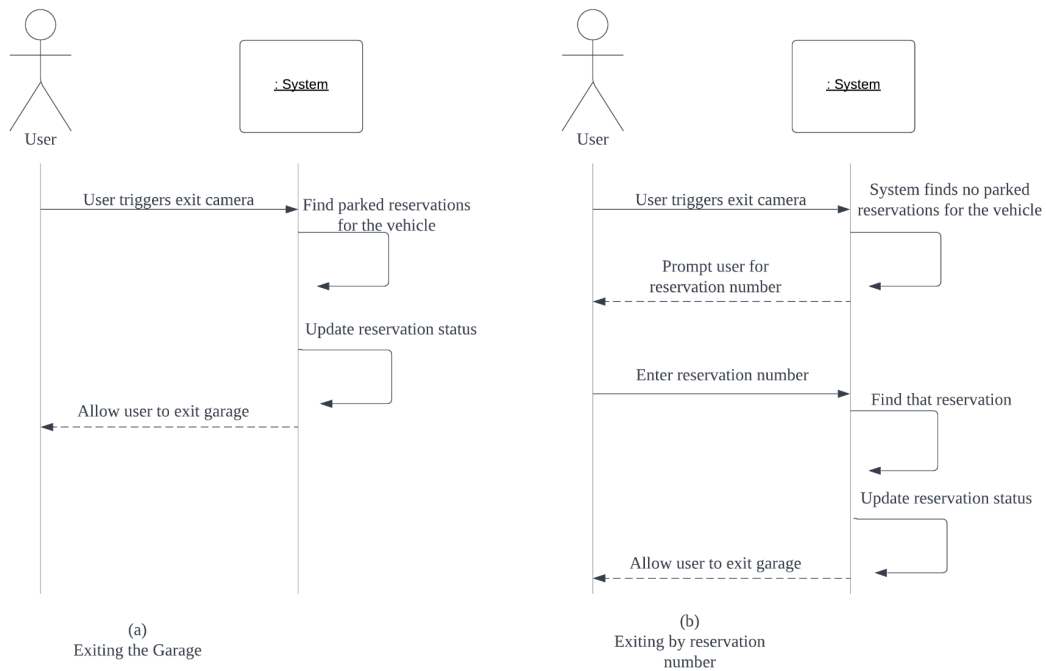 User
: System
User triggers exit camera
Find parked reservations
for the vehicle
Update reservation status
Allow user to exit garage
(a)
Exiting the Garage
User
: System
User triggers exit camera
System finds no parked
reservations for the vehicle
Prompt user for
reservation number
Enter reservation number
Find that reservation
Update reservation status
Allow user to exit garage
(b)
Exiting by reservation
number